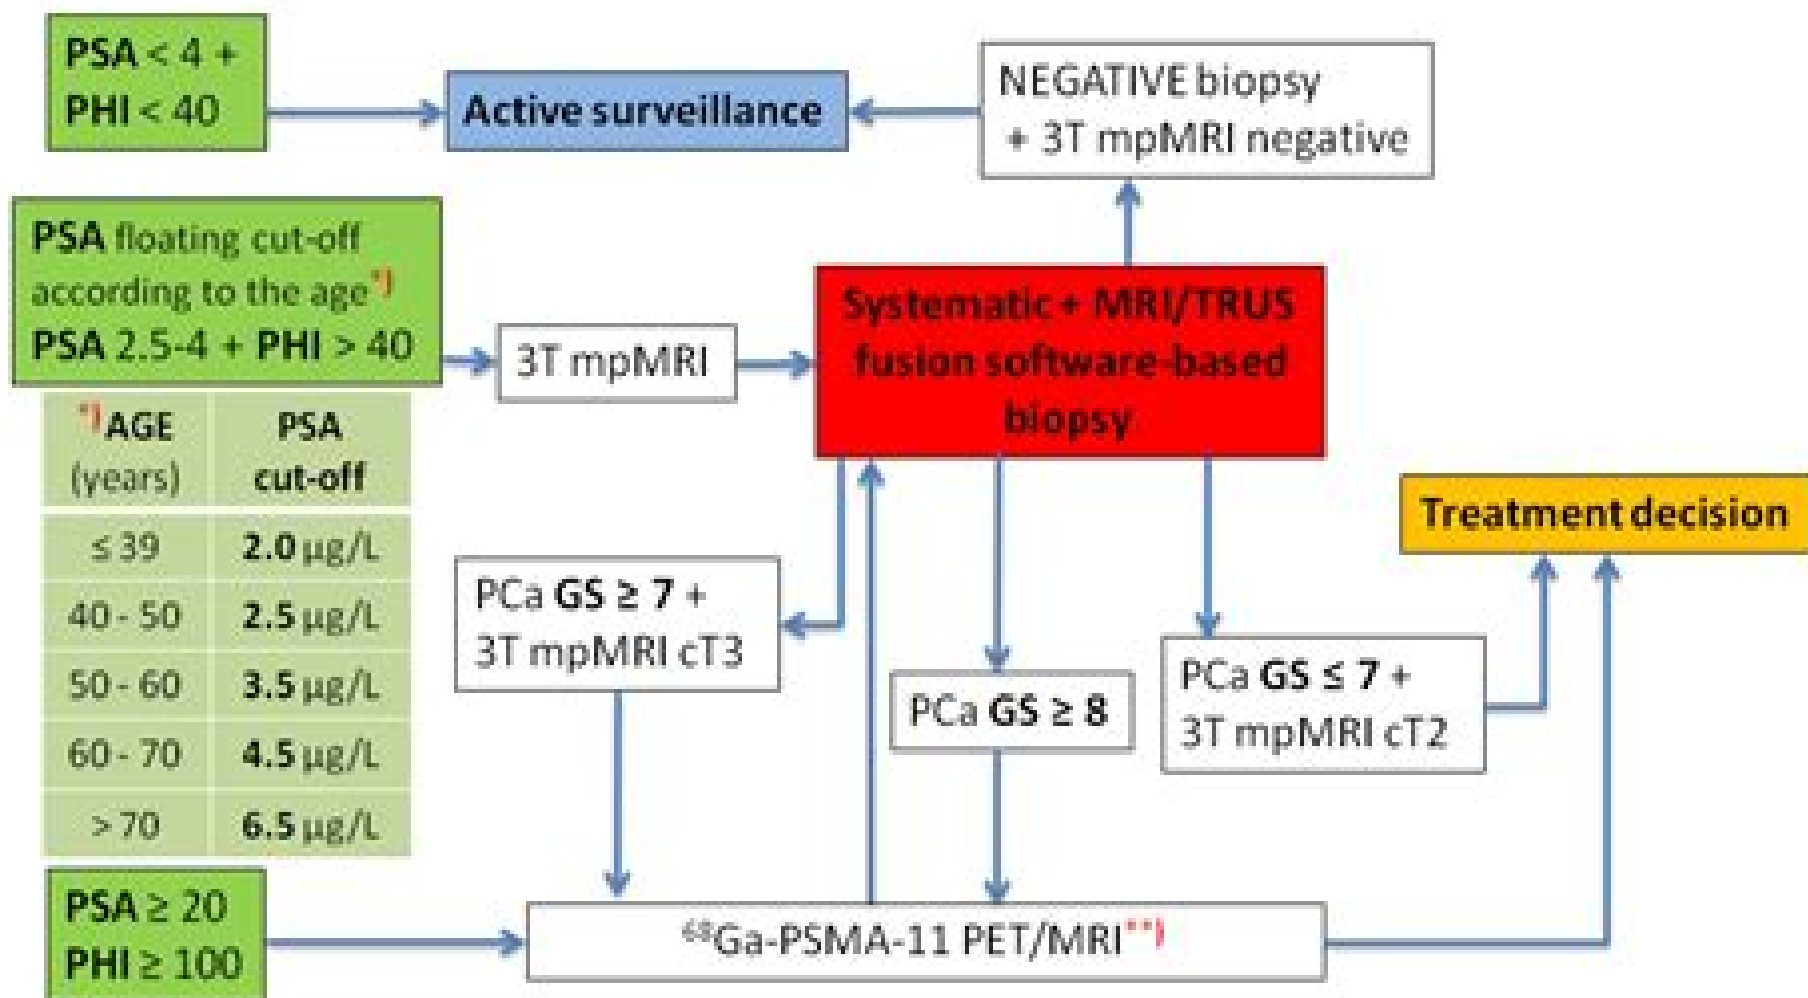 PSA < 4 +
PHI < 40
Active surveillance
NEGATIVE biopsy
+ 3T mpMRI negative
PSA floating cut-off
according to the age*)
PSA 2.5-4 + PHI > 40
3T mpMRI
Systematic + MRI/TRUS
fusion software-based
biopsy
*)AGE
(years)
PSA
cut-off
≤ 39
2.0 µg/L
40 - 50
2.5 µg/L
50 - 60
3.5 µg/L
60 - 70
4.5 µg/L
> 70
6.5 µg/L
Treatment decision
PCa GS ≥ 7 +
3T mpMRI cT3
PCa GS ≥ 8
PCa GS ≤ 7 +
3T mpMRI cT2
PSA ≥ 20
PHI ≥ 100
⁶⁸Ga-PSMA-11 PET/MRI**)